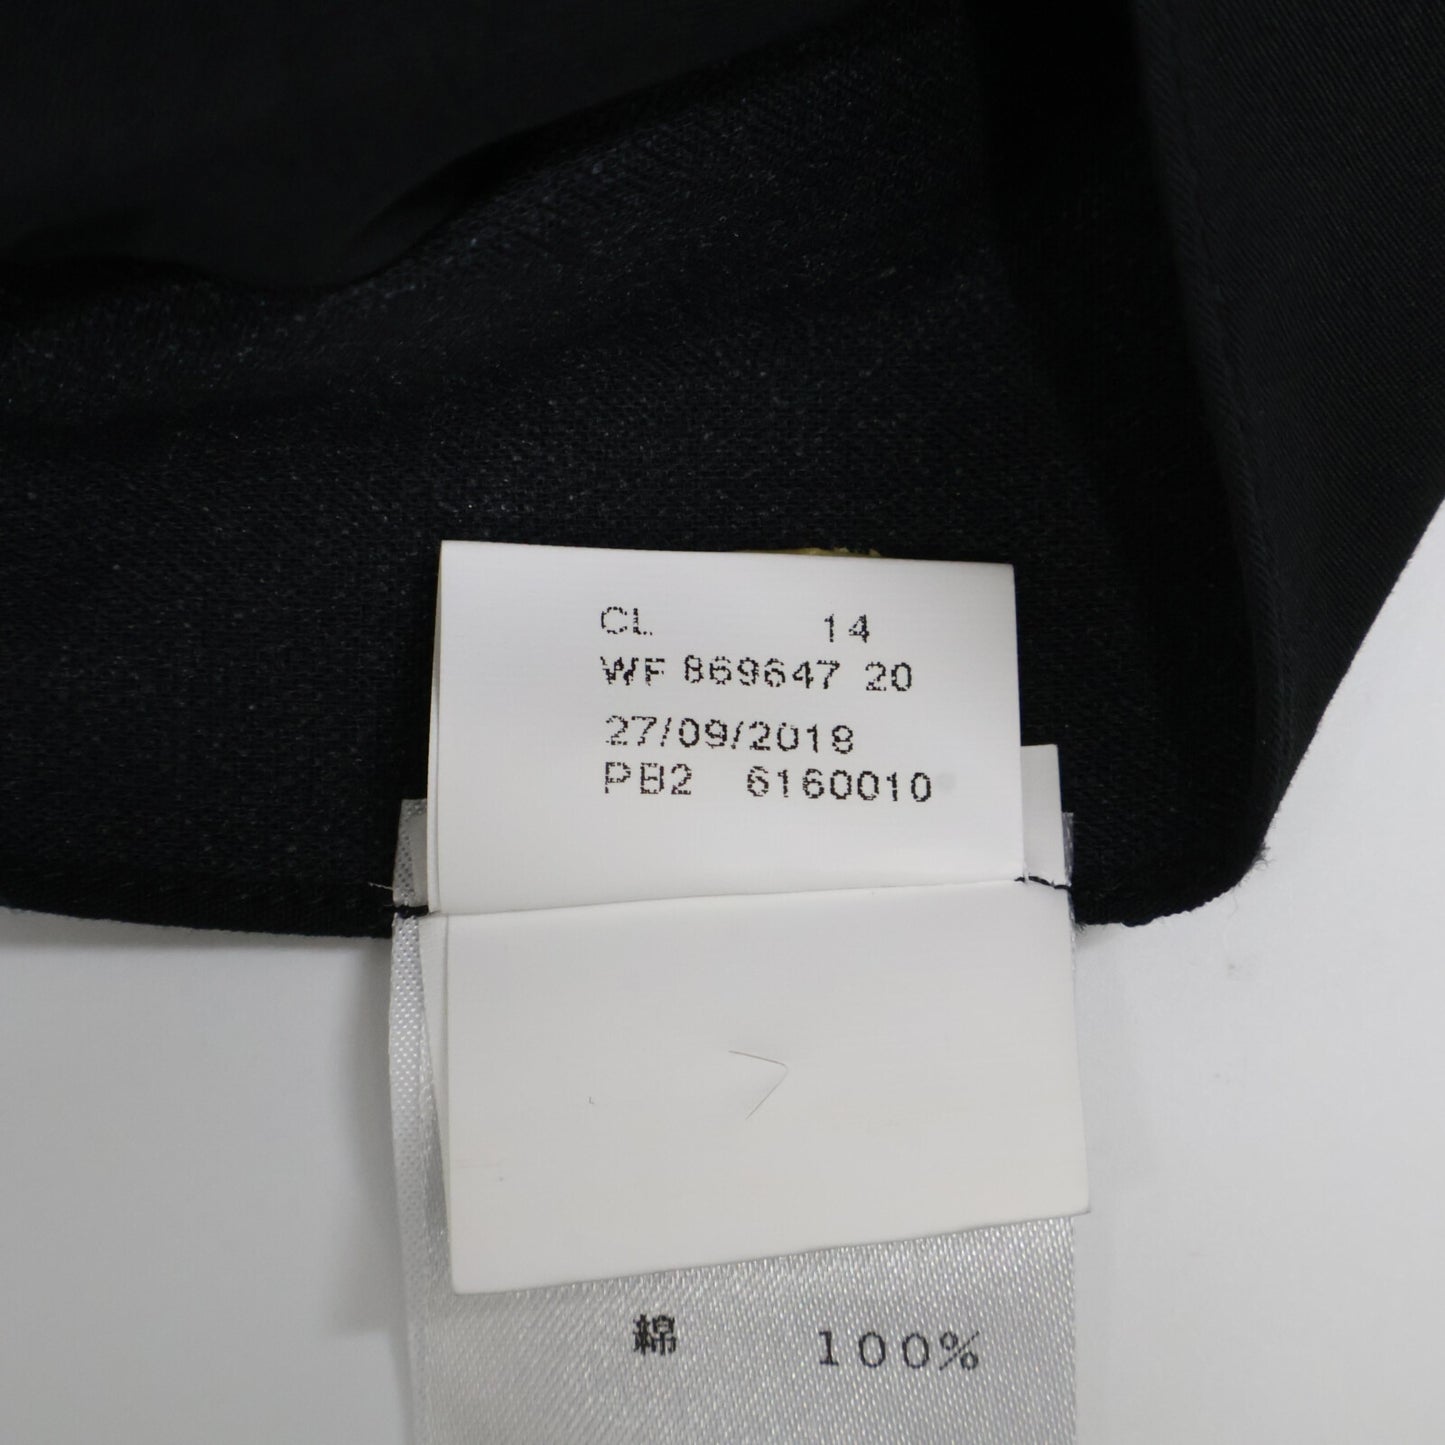 CL 14
WF 869647 20
27/09/2018
PB2 6160010
綿 100%